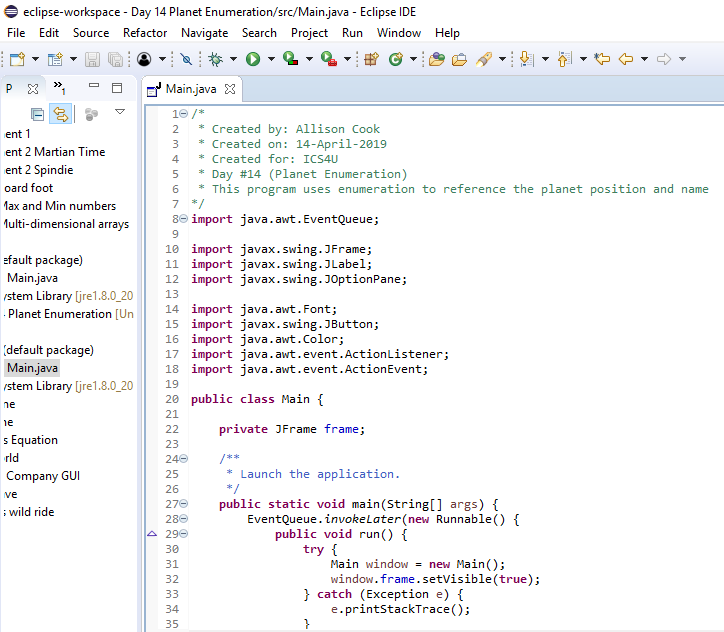 eclipse-workspace - Day 14 Planet Enumeration/src/Main.java - Eclipse IDE
File Edit Source Refactor Navigate Search Project Run Window Help
P
»1
Main.java
ent 1
ent 2 Martian Time
ent 2 Spindie
oard foot
Max and Min numbers
Multi-dimensional arrays
efault package)
Main.java
ystem Library [jre1.8.0_20
Planet Enumeration [Un
(default package)
Main.java
ystem Library [jre1.8.0_20
ne
ne
s Equation
rld
Company GUI
ve
s wild ride
1 /*
2 * Created by: Allison Cook
3 * Created on: 14-April-2019
4 * Created for: ICS4U
5 * Day #14 (Planet Enumeration)
6 * This program uses enumeration to reference the planet position and name
7 */
8 import java.awt.EventQueue;
9
10 import javax.swing.JFrame;
11 import javax.swing.JLabel;
12 import javax.swing.JOptionPane;
13
14 import java.awt.Font;
15 import javax.swing.JButton;
16 import java.awt.Color;
17 import java.awt.event.ActionListener;
18 import java.awt.event.ActionEvent;
19
20 public class Main {
21
22 private JFrame frame;
23
24 /**
25 * Launch the application.
26 */
27 public static void main(String[] args) {
28 EventQueue.invokeLater(new Runnable() {
29 public void run() {
30 try {
31 Main window = new Main();
32 window.frame.setVisible(true);
33 } catch (Exception e) {
34 e.printStackTrace();
35 }